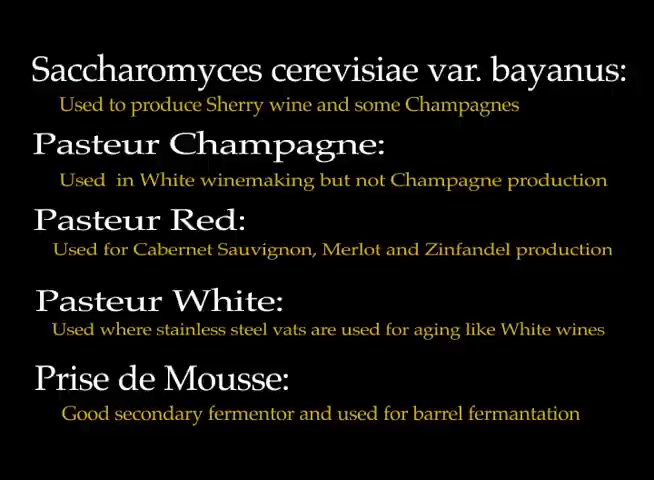 Saccharomyces cerevisiae var. bayanus:
Used to produce Sherry wine and some Champagnes
Pasteur Champagne:
Used in White winemaking but not Champagne production
Pasteur Red:
Used for Cabernet Sauvignon, Merlot and Zinfandel production
Pasteur White:
Used where stainless steel vats are used for aging like White wines
Prise de Mousse:
Good secondary fermentor and used for barrel fermantation